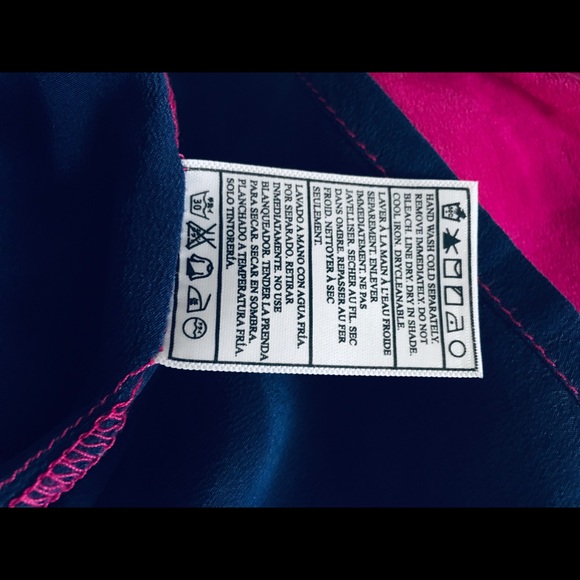 HAND WASH COLD SEPARATELY.
REMOVE IMMEDIATELY. DO NOT
BLEACH. LINE DRY. DRY IN SHADE.
COOL IRON. DRYCLEANABLE.
LAVER À LA MAIN À L'EAU FROIDE
SEPAREMENT. ENLEVER
IMMEDIATEMENT. NE PAS
JAVELLISER. SECHER AU FIL. SEC
DANS OMBRE. REPASSER AU FER
FROID. NETTOYER À SEC
SEULEMENT.
LAVADO A MANO CON AGUA FRÍA.
POR SEPARADO. RETIRAR
INMEDIATAMENTE. NO USE
BLANQUEADOR. TENDER LA PRENDA
PARA SECAR. SECAR EN SOMBRA.
PLANCHADO A TEMPERATURA FRÍA.
SOLO TINTORERÍA.
30